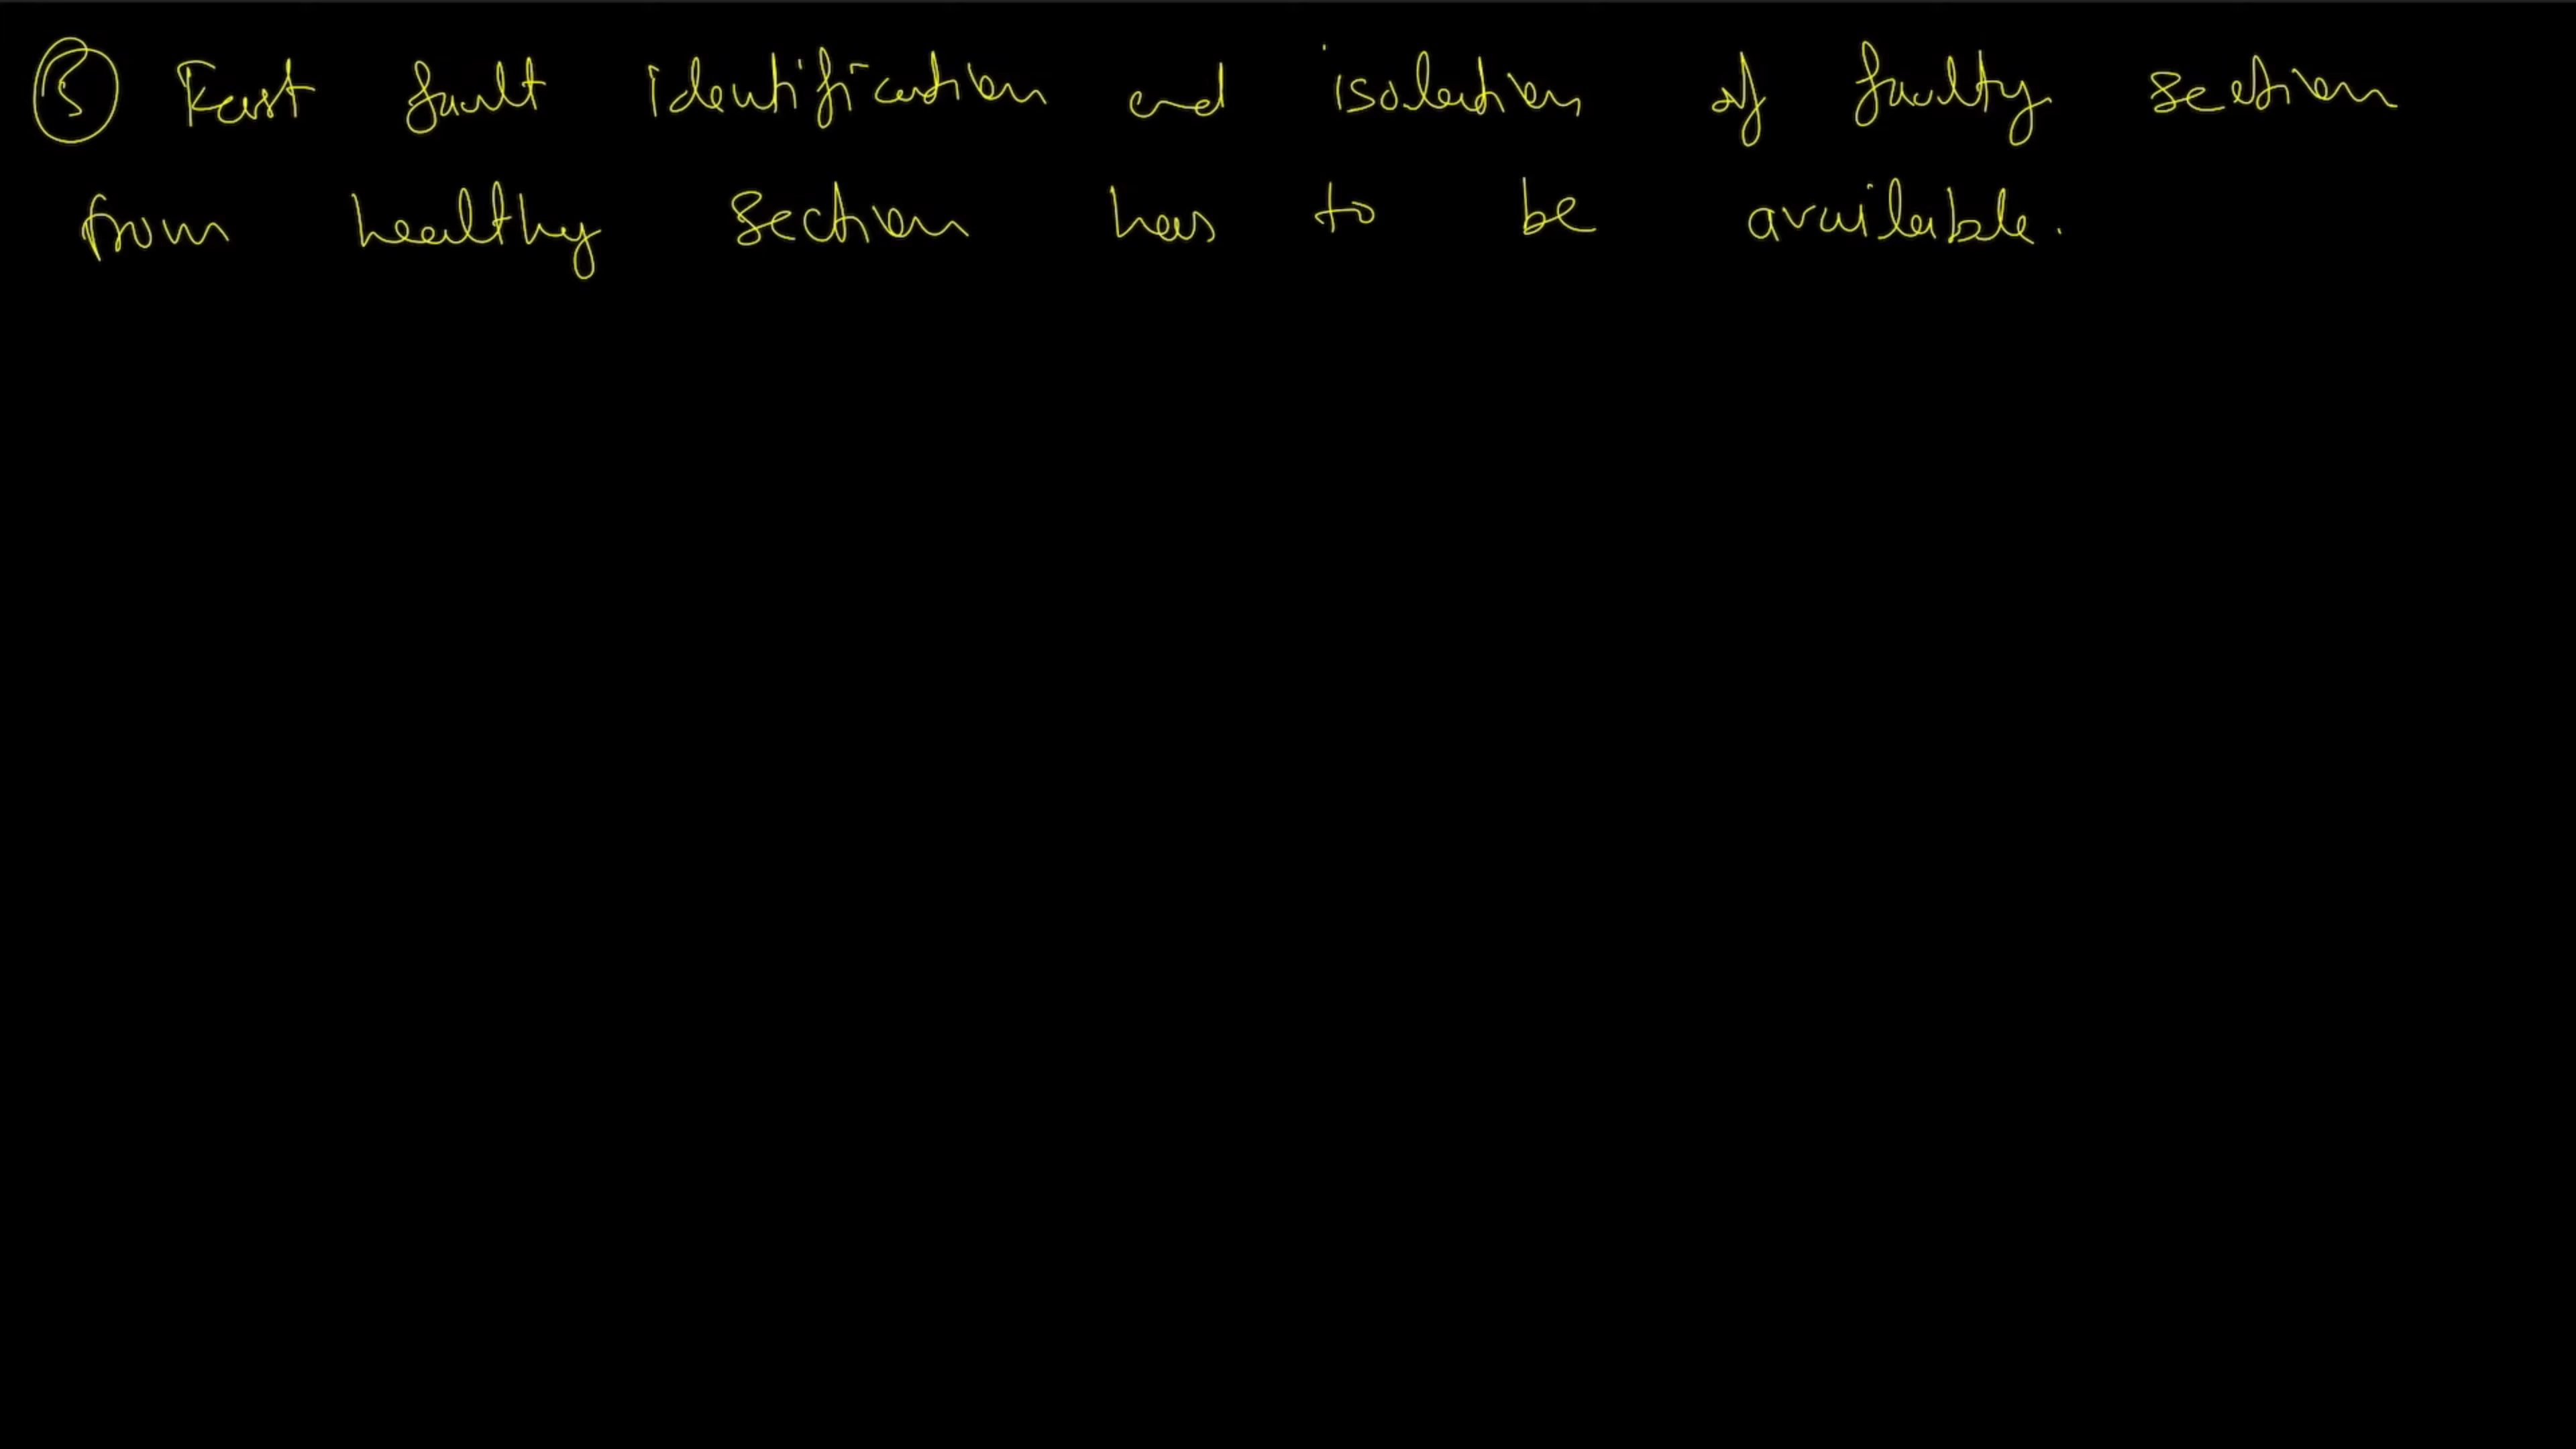 ⑤ Fast fault identification and isolation of faulty section
from healthy section has to be available.